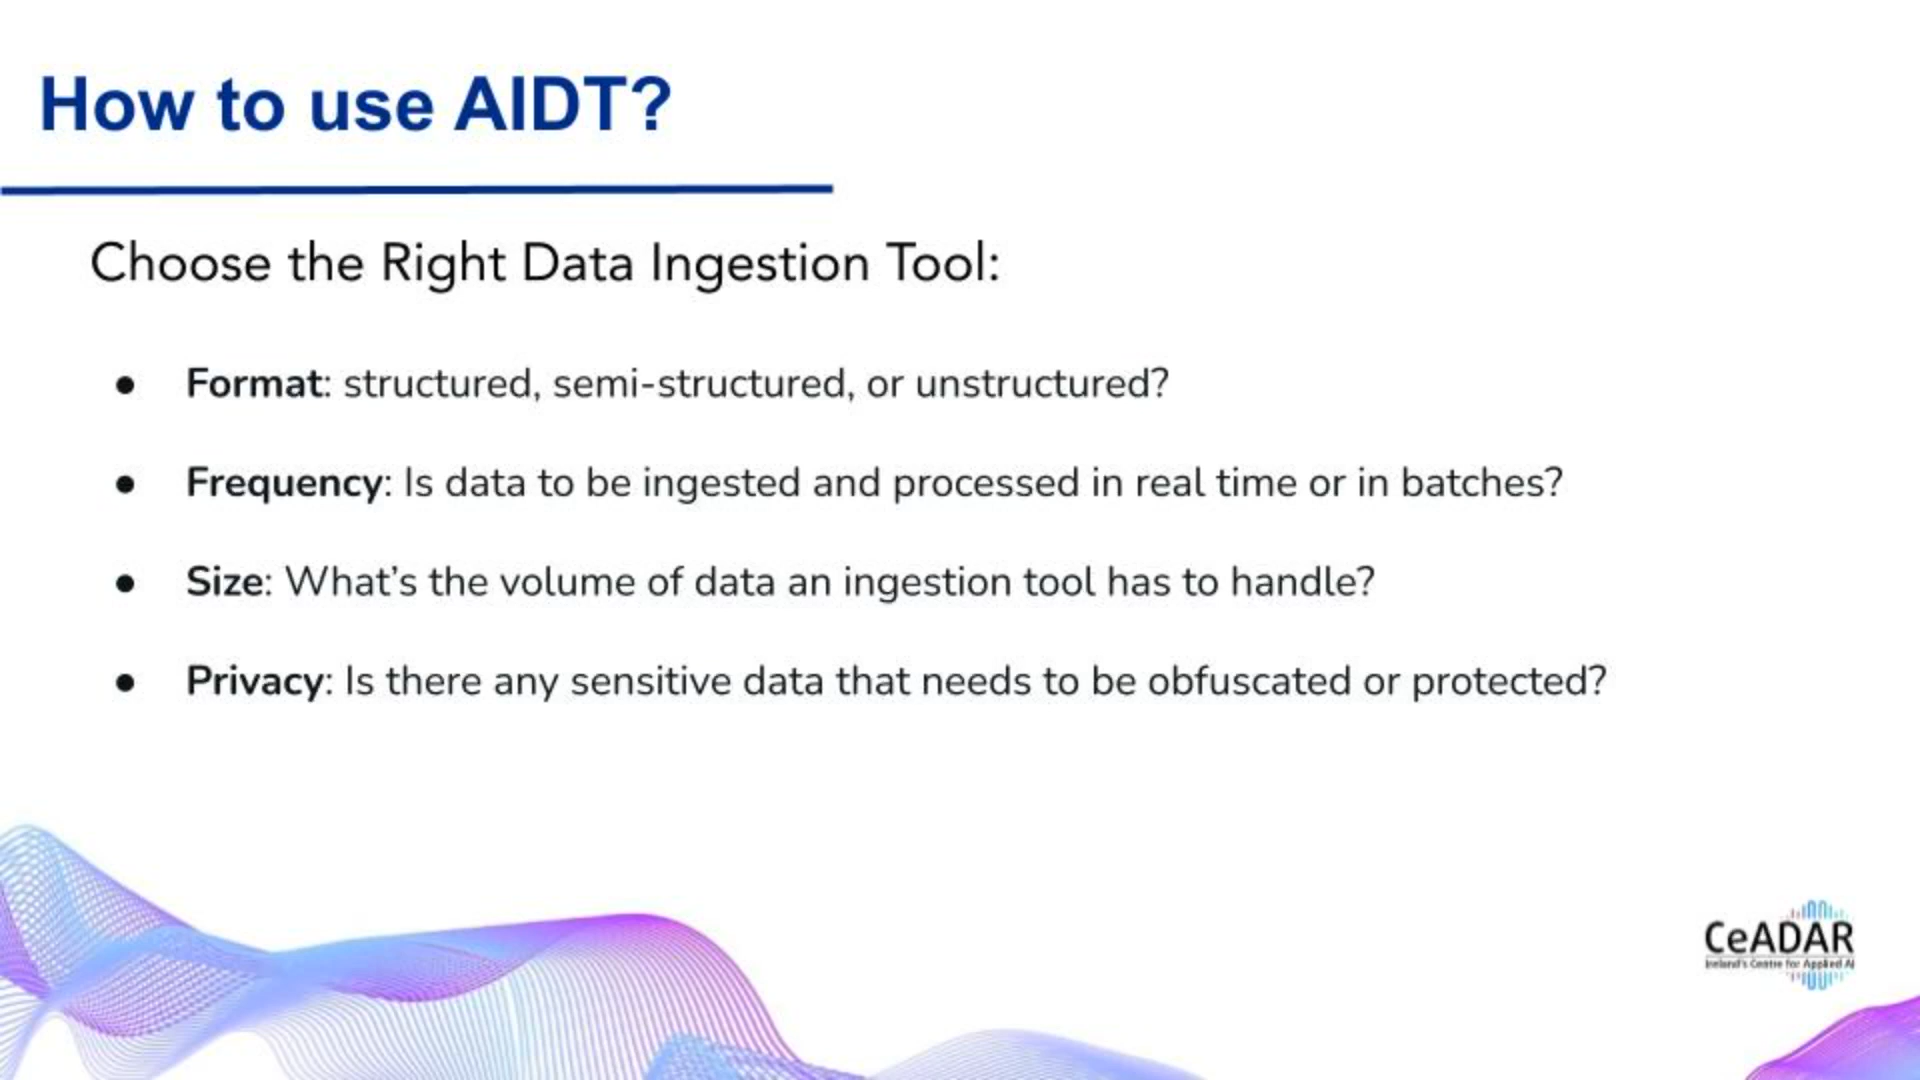 How to use AIDT?
Choose the Right Data Ingestion Tool:
● Format: structured, semi-structured, or unstructured?
● Frequency: Is data to be ingested and processed in real time or in batches?
● Size: What’s the volume of data an ingestion tool has to handle?
● Privacy: Is there any sensitive data that needs to be obfuscated or protected?
CeADAR
Ireland's Centre for Applied AI